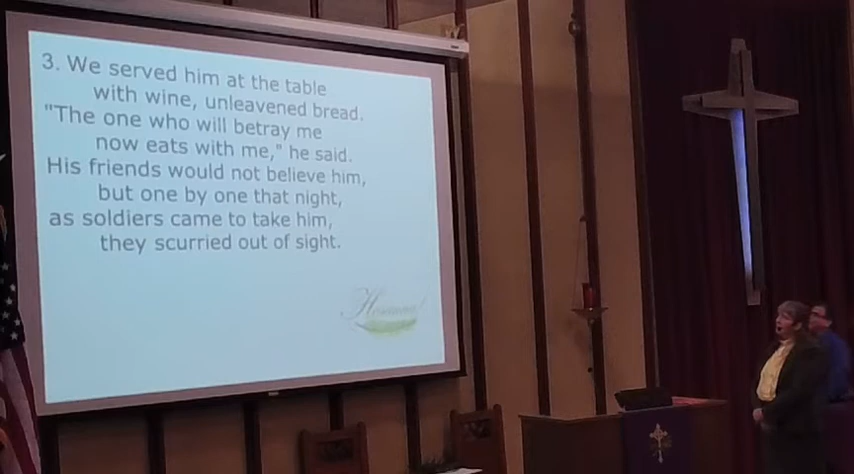 3. We served him at the table
with wine, unleavened bread.
"The one who will betray me
now eats with me," he said.
His friends would not believe him,
but one by one that night,
as soldiers came to take him,
they scurried out of sight.
Hosanna!